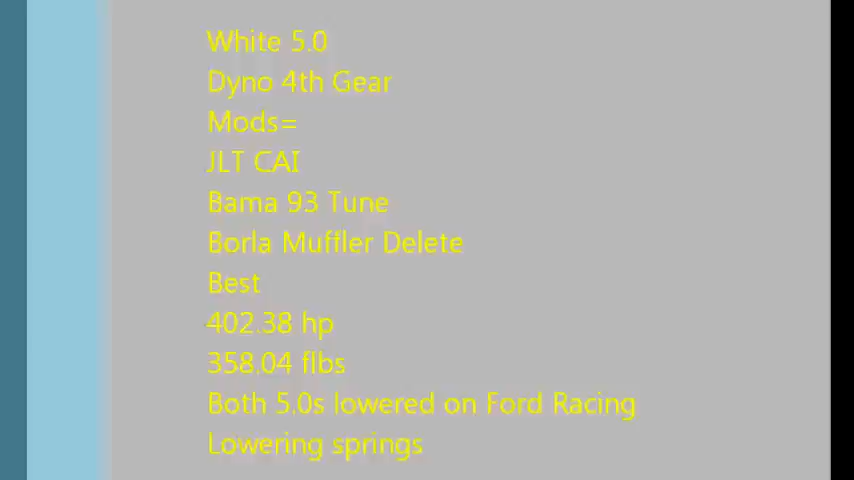 White 5.0
Dyno 4th Gear
Mods=
JLT CAI
Bama 93 Tune
Borla Muffler Delete
Best
402.38 hp
358.04 flbs
Both 5.0s lowered on Ford Racing
Lowering springs